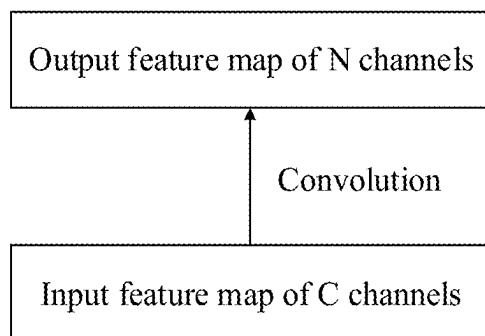 Output feature map of N channels
Convolution
Input feature map of C channels